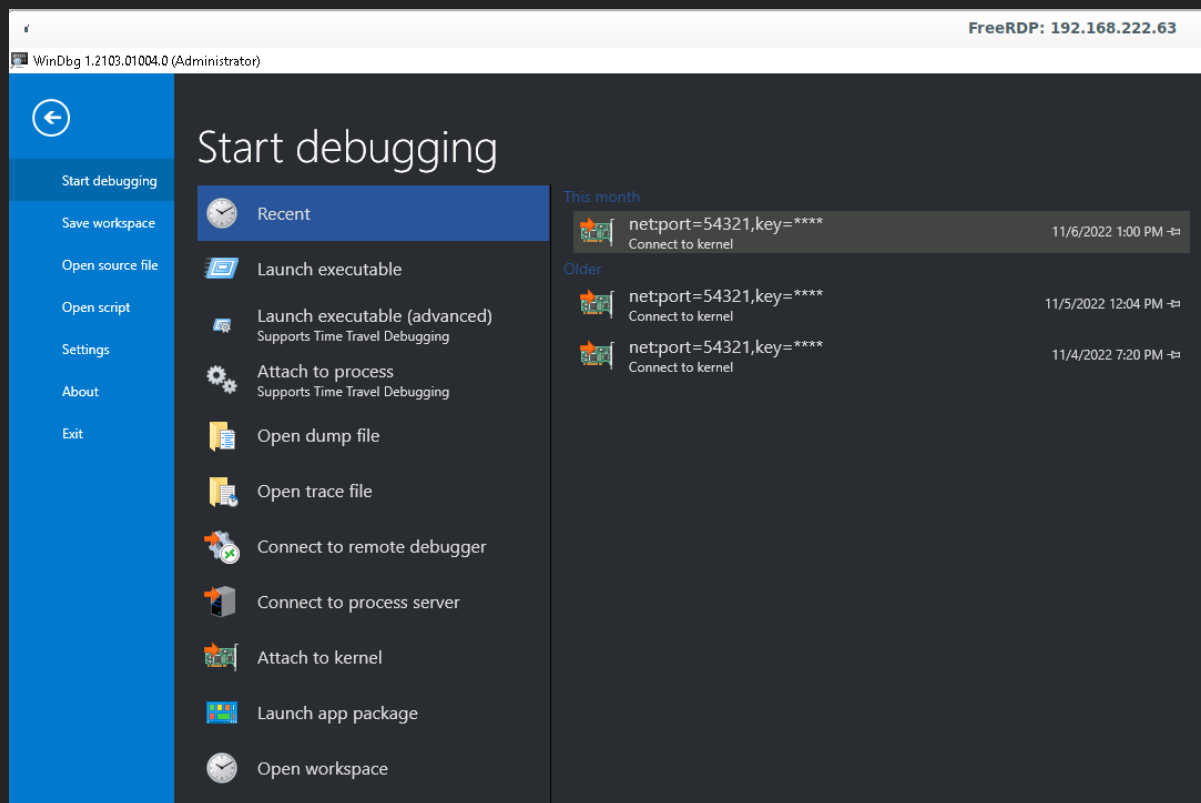 FreeRDP: 192.168.222.63
WinDbg 1.2103.01004.0 (Administrator)
Start debugging
Save workspace
Open source file
Open script
Settings
About
Exit
Start debugging
Recent
Launch executable
Launch executable (advanced)
Supports Time Travel Debugging
Attach to process
Supports Time Travel Debugging
Open dump file
Open trace file
Connect to remote debugger
Connect to process server
Attach to kernel
Launch app package
Open workspace
This month
net:port=54321,key=****
Connect to kernel
11/6/2022 1:00 PM
Older
net:port=54321,key=****
Connect to kernel
11/5/2022 12:04 PM
net:port=54321,key=****
Connect to kernel
11/4/2022 7:20 PM